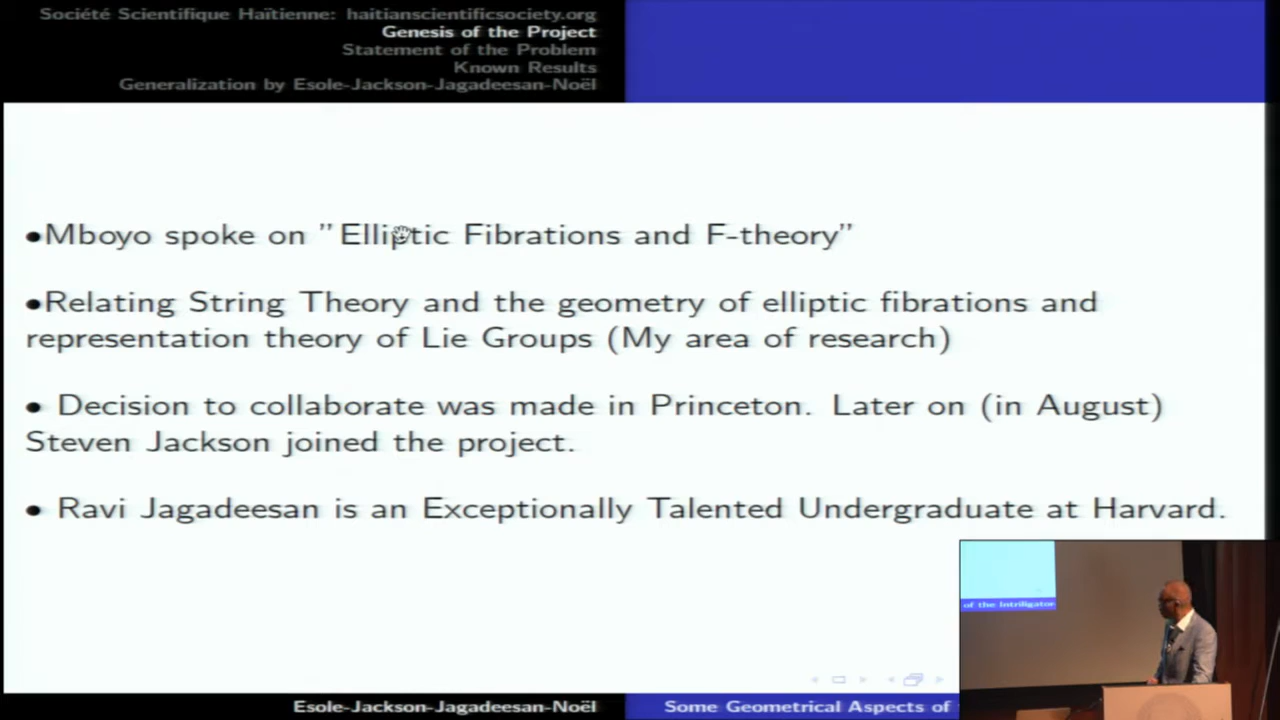 Société Scientifique Haïtienne: haitianscientificsociety.org
Genesis of the Project
Statement of the Problem
Known Results
Generalization by Esole-Jackson-Jagadeesan-Noël
•Mboyo spoke on "Elliptic Fibrations and F-theory"
•Relating String Theory and the geometry of elliptic fibrations and
representation theory of Lie Groups (My area of research)
• Decision to collaborate was made in Princeton. Later on (in August)
Steven Jackson joined the project.
• Ravi Jagadeesan is an Exceptionally Talented Undergraduate at Harvard.
of the Intriligator
Esole-Jackson-Jagadeesan-Noël
Some Geometrical Aspects of